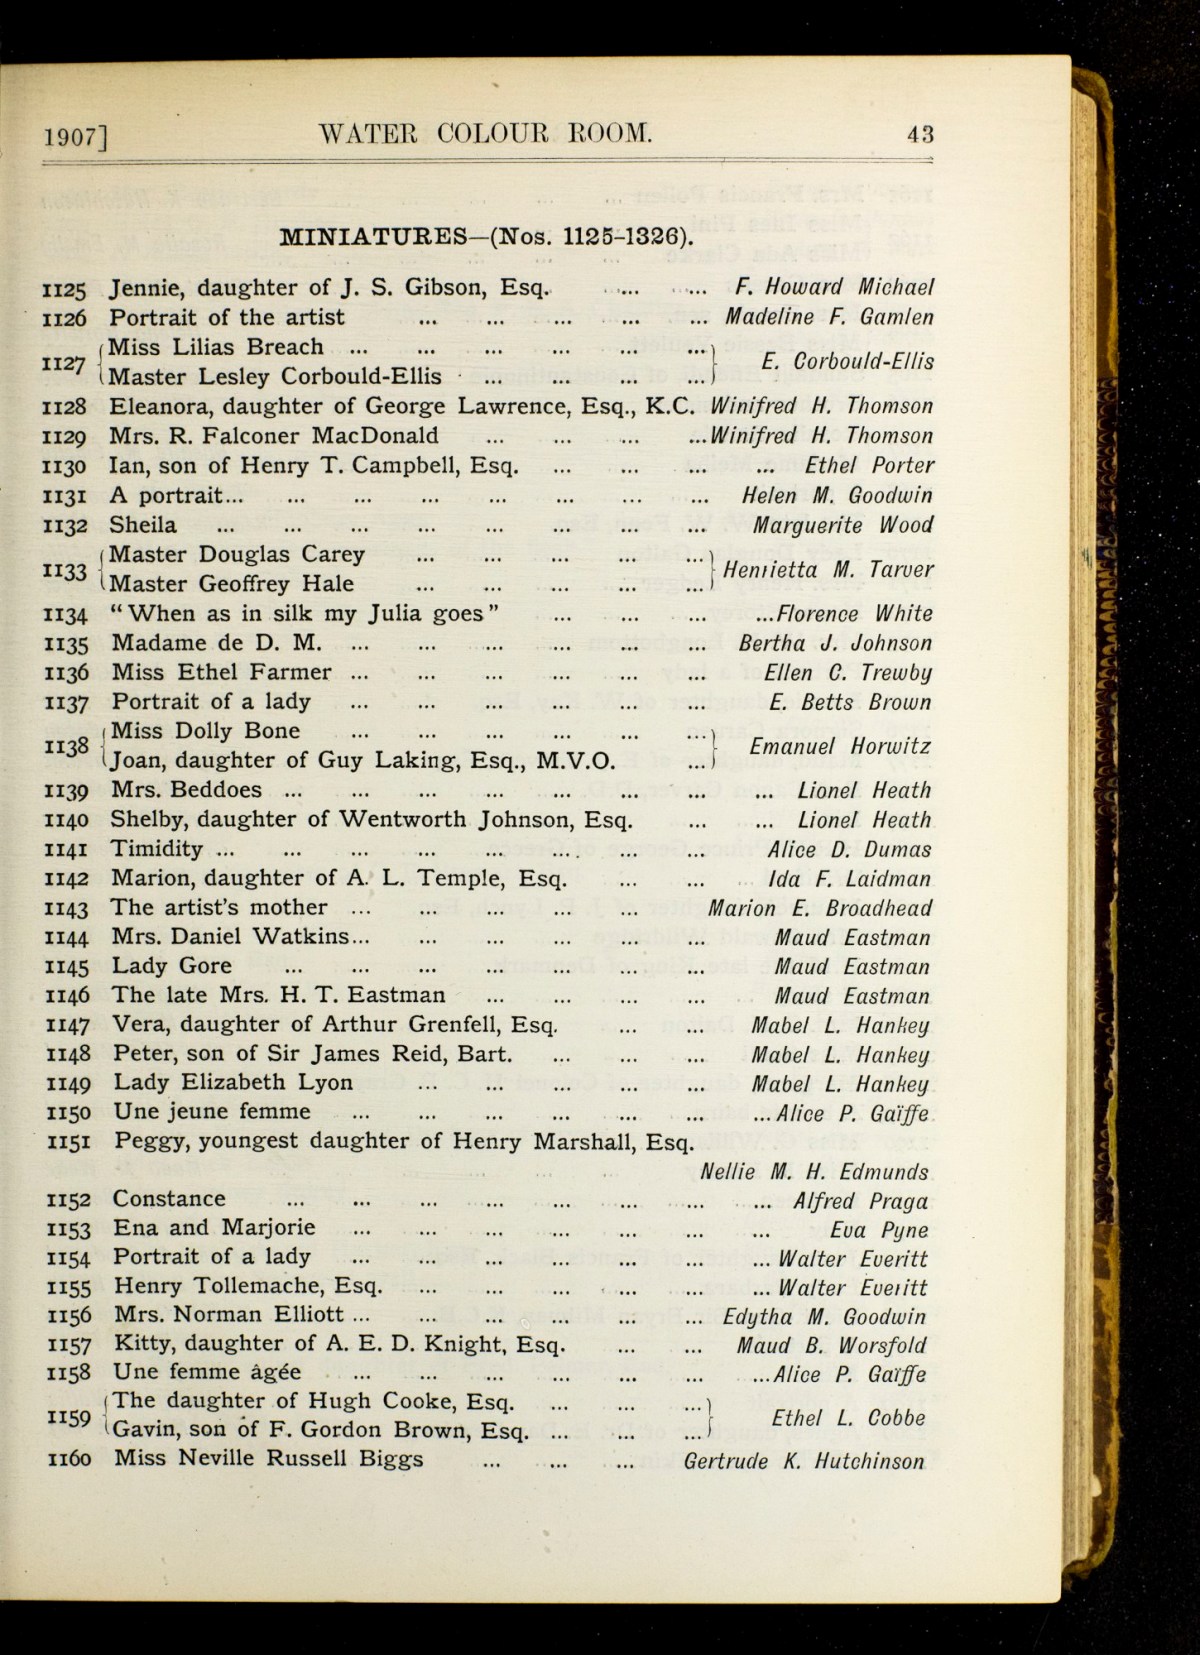 1907] WATER COLOUR ROOM. 43
MINIATURES—(Nos. 1125-1326).
1125 Jennie, daughter of J. S. Gibson, Esq. ... ... F. Howard Michael
1126 Portrait of the artist ... ... ... ... ... Madeline F. Gamlen
1127 {Miss Lilias Breach ... ... ... ... ... ...} E. Corbould-Ellis
{Master Lesley Corbould-Ellis ... ... ... ...}
1128 Eleanora, daughter of George Lawrence, Esq., K.C. Winifred H. Thomson
1129 Mrs. R. Falconer MacDonald ... ... ... ...Winifred H. Thomson
1130 Ian, son of Henry T. Campbell, Esq. ... ... ... ... Ethel Porter
1131 A portrait... ... ... ... ... ... ... ... Helen M. Goodwin
1132 Sheila ... ... ... ... ... ... ... ... Marguerite Wood
1133 {Master Douglas Carey ... ... ... ... ...} Henrietta M. Tarver
{Master Geoffrey Hale ... ... ... ... ...}
1134 "When as in silk my Julia goes" ... ... ... ...Florence White
1135 Madame de D. M. ... ... ... ... ... ... Bertha J. Johnson
1136 Miss Ethel Farmer ... ... ... ... ... ... Ellen C. Trewby
1137 Portrait of a lady ... ... ... ... ... ... E. Betts Brown
1138 {Miss Dolly Bone ... ... ... ... ... ...} Emanuel Horwitz
{Joan, daughter of Guy Laking, Esq., M.V.O. ...}
1139 Mrs. Beddoes ... ... ... ... ... ... ... ... Lionel Heath
1140 Shelby, daughter of Wentworth Johnson, Esq. ... ... Lionel Heath
1141 Timidity ... ... ... ... ... ... ... ... Alice D. Dumas
1142 Marion, daughter of A. L. Temple, Esq. ... ... Ida F. Laidman
1143 The artist's mother ... ... ... ... ... Marion E. Broadhead
1144 Mrs. Daniel Watkins... ... ... ... ... ... Maud Eastman
1145 Lady Gore ... ... ... ... ... ... ... Maud Eastman
1146 The late Mrs. H. T. Eastman ... ... ... ... Maud Eastman
1147 Vera, daughter of Arthur Grenfell, Esq. ... ... Mabel L. Hankey
1148 Peter, son of Sir James Reid, Bart. ... ... ... Mabel L. Hankey
1149 Lady Elizabeth Lyon ... ... ... ... Mabel L. Hankey
1150 Une jeune femme ... ... ... ... ... ... ...Alice P. Gaïffe
1151 Peggy, youngest daughter of Henry Marshall, Esq.
Nellie M. H. Edmunds
1152 Constance ... ... ... ... ... ... ... ... Alfred Praga
1153 Ena and Marjorie ... ... ... ... ... ... ... Eva Pyne
1154 Portrait of a lady ... ... ... ... ... ... ... Walter Everitt
1155 Henry Tollemache, Esq. ... ... ... ... ... ... Walter Everitt
1156 Mrs. Norman Elliott ... ... ... ... ... ... Edytha M. Goodwin
1157 Kitty, daughter of A. E. D. Knight, Esq. ... ... Maud B. Worsfold
1158 Une femme âgée ... ... ... ... ... ... ...Alice P. Gaïffe
1159 {The daughter of Hugh Cooke, Esq. ... ... ...} Ethel L. Cobbe
{Gavin, son of F. Gordon Brown, Esq. ... ... ...}
1160 Miss Neville Russell Biggs ... ... ... Gertrude K. Hutchinson